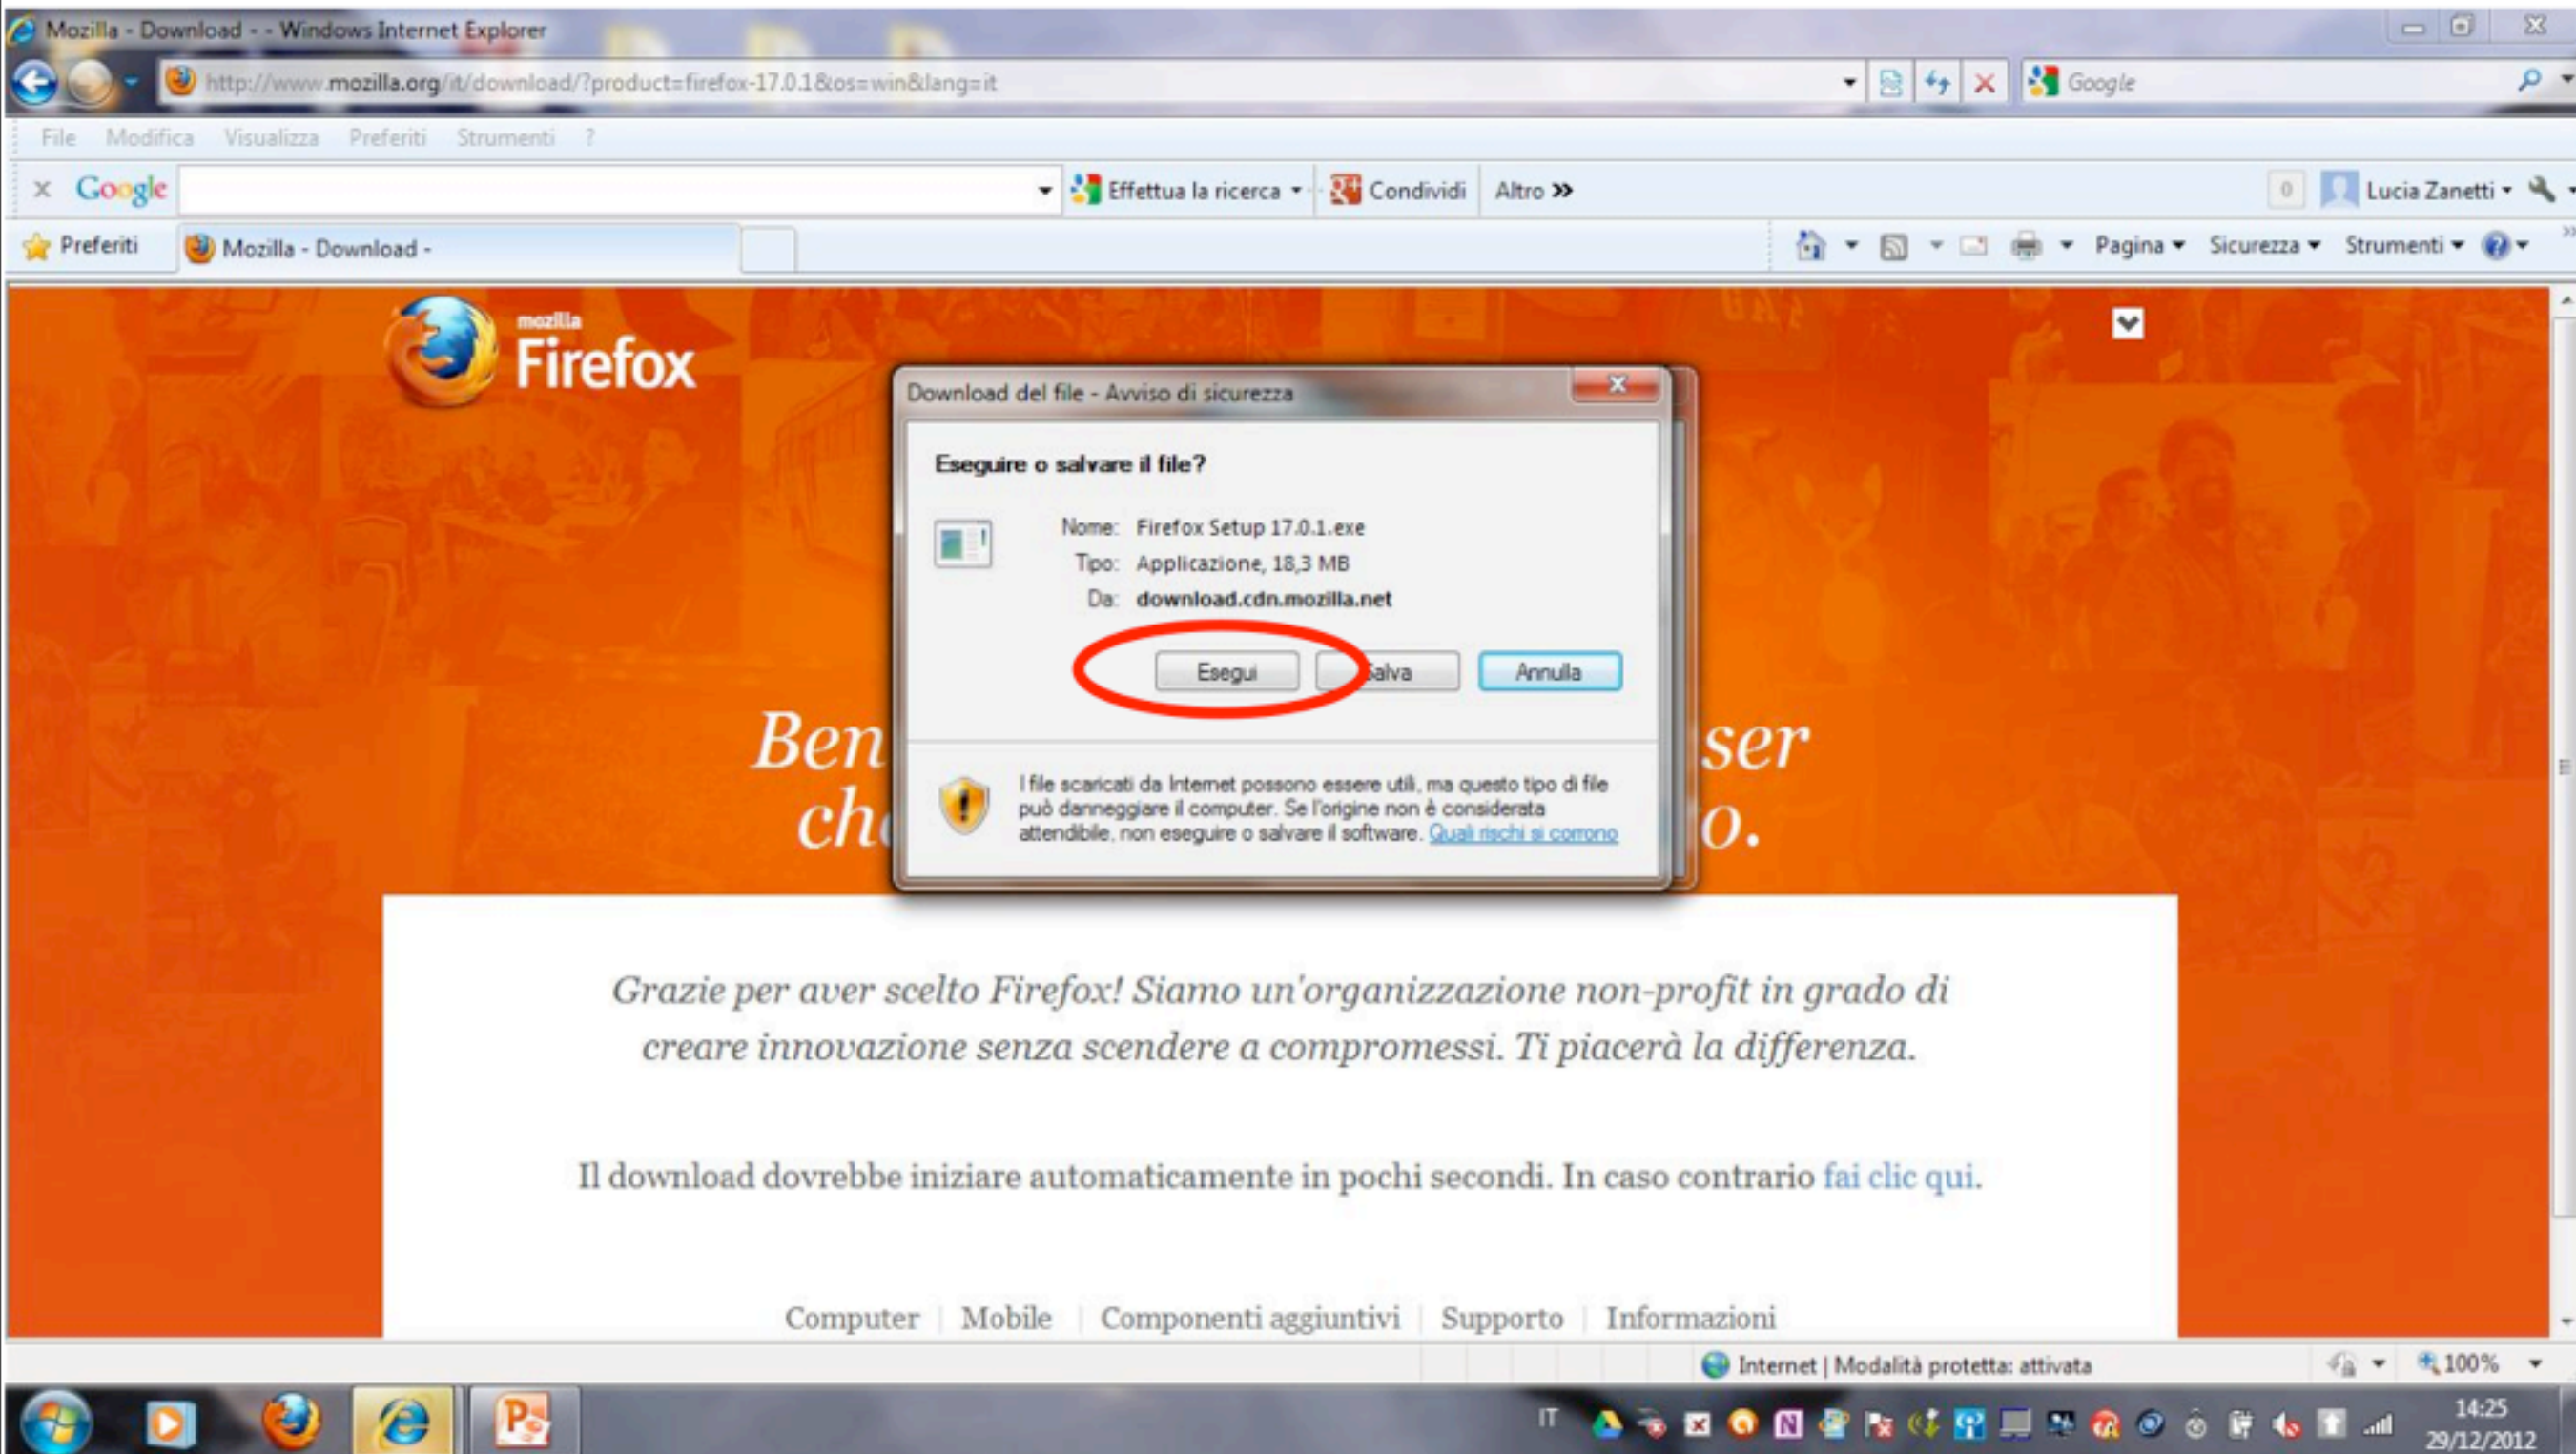 Mozilla - Download - - Windows Internet Explorer
http://www.mozilla.org/it/download/?product=firefox-17.0.1&os=win&lang=it
Google
File Modifica Visualizza Preferiti Strumenti ?
x Google Effettua la ricerca Condividi Altro >> 0 Lucia Zanetti
Preferiti Mozilla - Download - Pagina Sicurezza Strumenti
mozilla
Firefox
Download del file - Avviso di sicurezza
Eseguire o salvare il file?
Nome: Firefox Setup 17.0.1.exe
Tipo: Applicazione, 18,3 MB
Da: download.cdn.mozilla.net
Esegui Salva Annulla
I file scaricati da Internet possono essere utili, ma questo tipo di file
può danneggiare il computer. Se l'origine non è considerata
attendibile, non eseguire o salvare il software. Quali rischi si corrono
Ben ser
ch o.
Grazie per aver scelto Firefox! Siamo un'organizzazione non-profit in grado di
creare innovazione senza scendere a compromessi. Ti piacerà la differenza.
Il download dovrebbe iniziare automaticamente in pochi secondi. In caso contrario fai clic qui.
Computer | Mobile | Componenti aggiuntivi | Supporto | Informazioni
Internet | Modalità protetta: attivata 100%
IT
14:25
29/12/2012